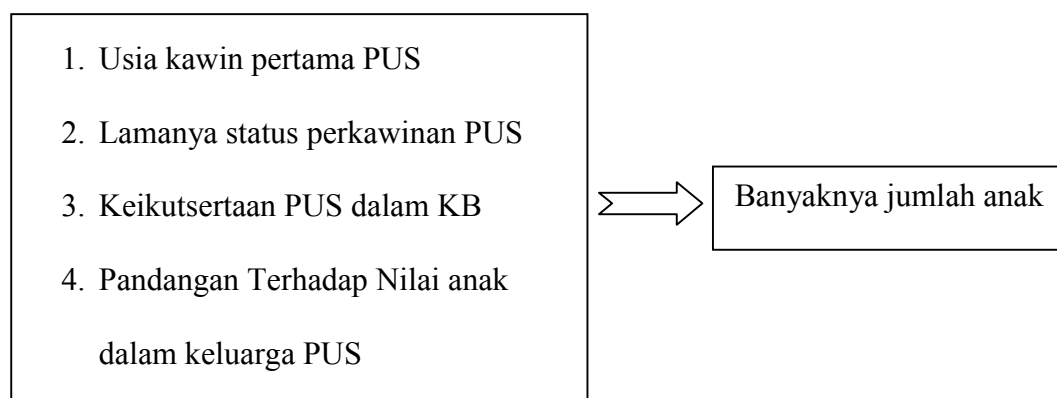 1. Usia kawin pertama PUS
2. Lamanya status perkawinan PUS
3. Keikutsertaan PUS dalam KB
4. Pandangan Terhadap Nilai anak
dalam keluarga PUS
Banyaknya jumlah anak